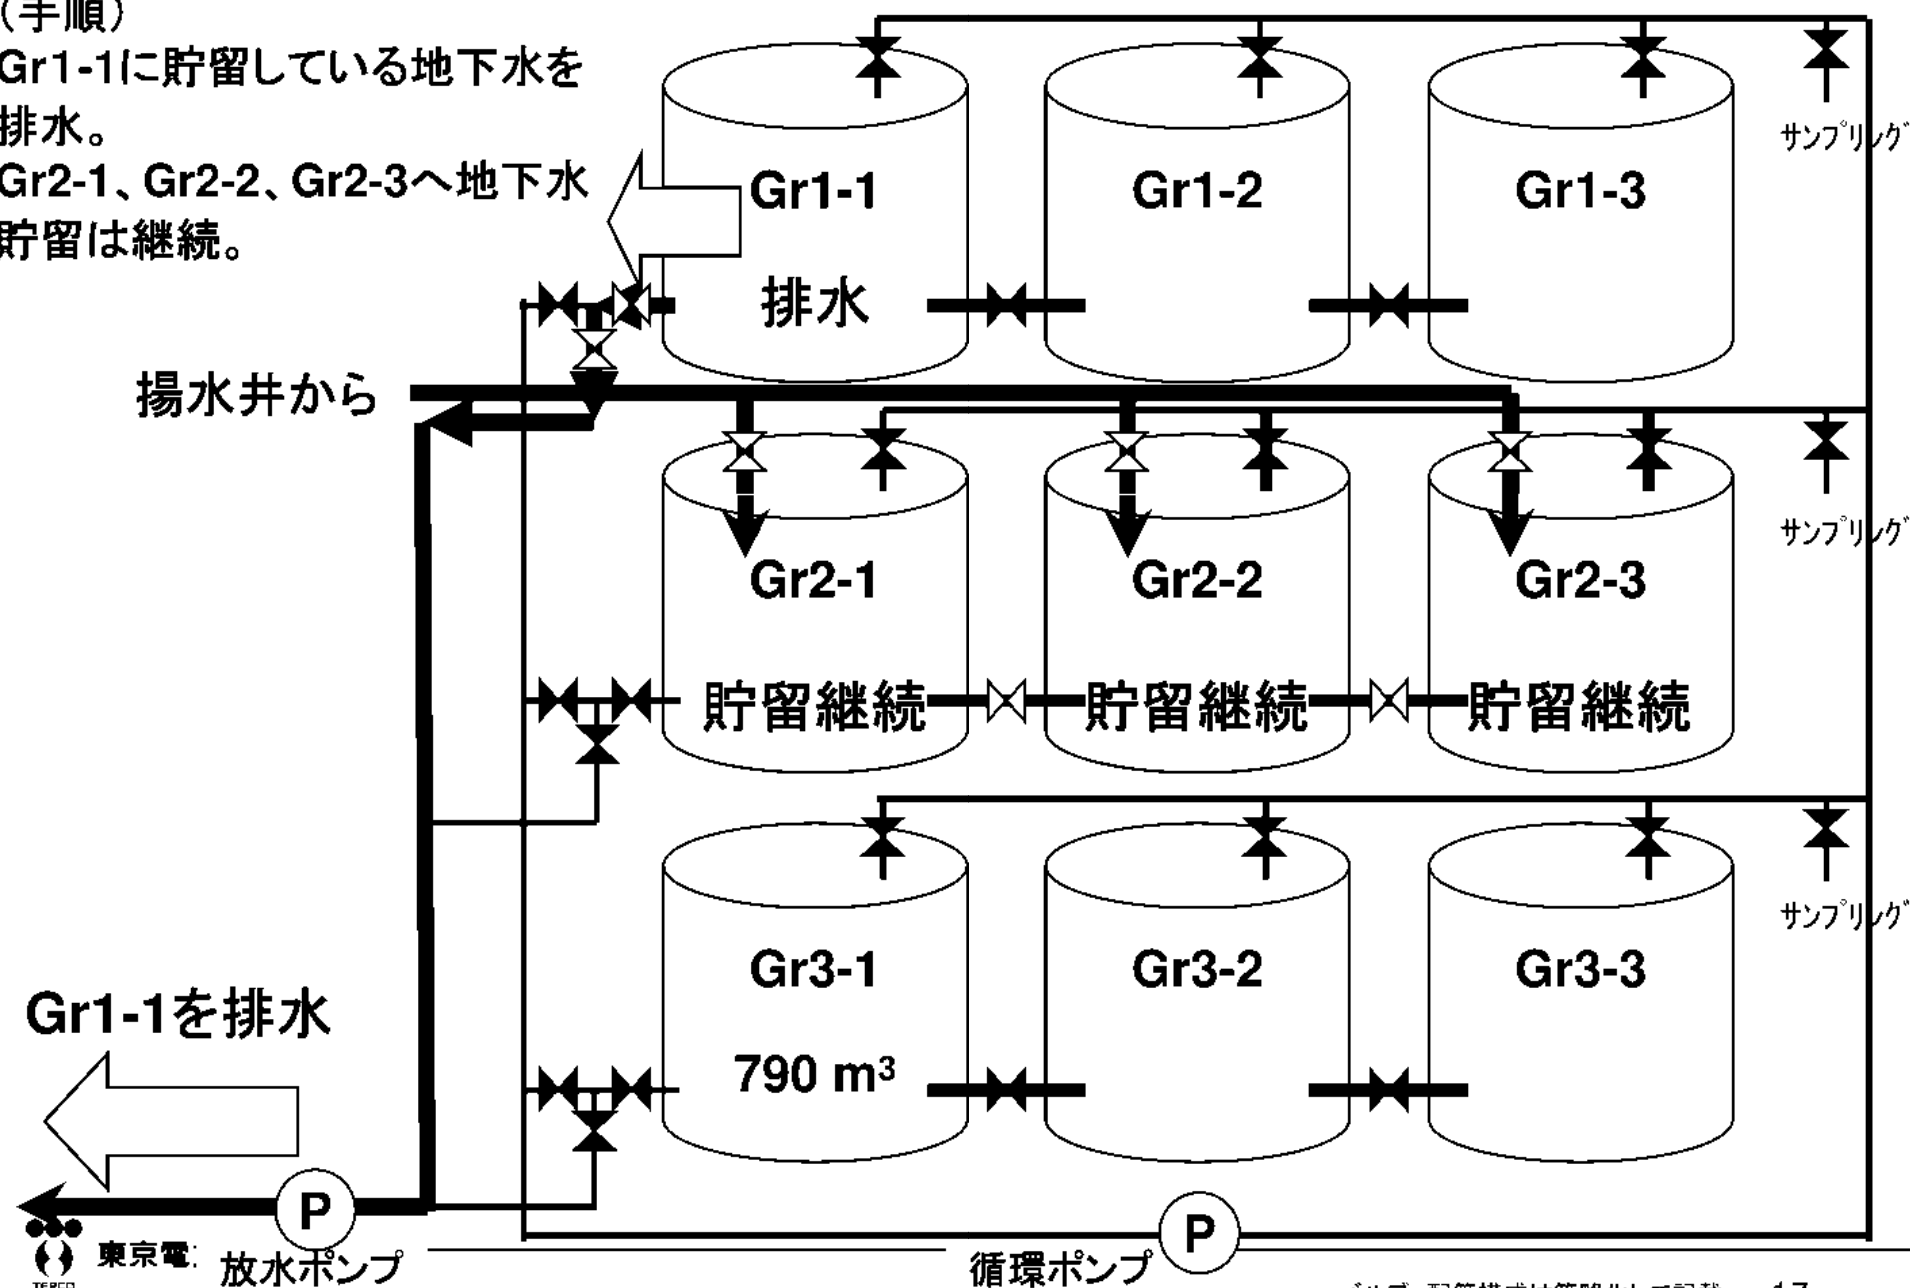 （手順）
Gr1-1に貯留している地下水を
排水。
Gr2-1、Gr2-2、Gr2-3へ地下水
貯留は継続。
Gr1-1
Gr1-2
Gr1-3
サンプリング
排水
揚水井から
サンプリング
Gr2-1
Gr2-2
Gr2-3
貯留継続
貯留継続
貯留継続
サンプリング
Gr3-1
Gr3-2
Gr3-3
Gr1-1を排水
790 m³
P
P
東京電
放水ポンプ
循環ポンプ
TEPCO